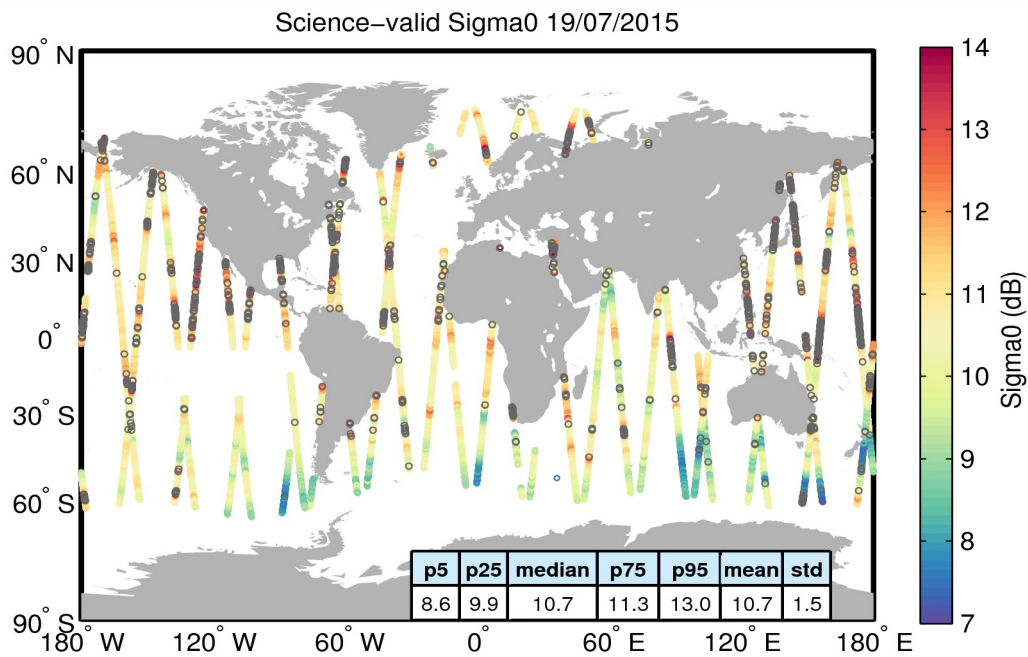 Science−valid Sigma0 19/07/2015
90° N
60° N
30° N
0°
30° S
60° S
90° S
180° W
120° W
60° W
0°
60° E
120° E
180° E
p5 p25 median p75 p95 mean std
8.6 9.9 10.7 11.3 13.0 10.7 1.5
14
13
12
11
10
9
8
7
Sigma0 (dB)